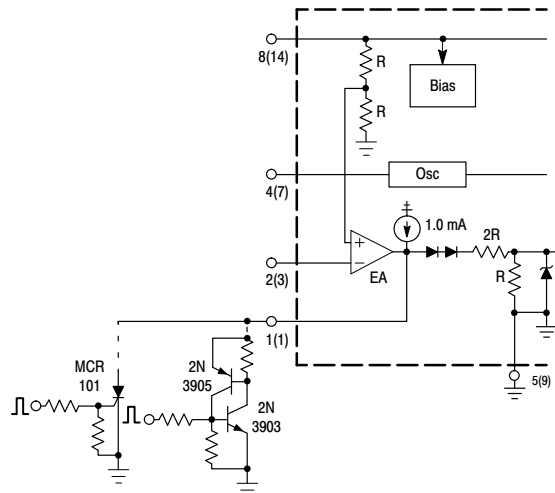 8(14)
R
Bias
R
4(7)
Osc
1.0 mA
2R
+
−
EA
R
2(3)
1(1)
MCR
101
2N
3905
5(9)
2N
3903